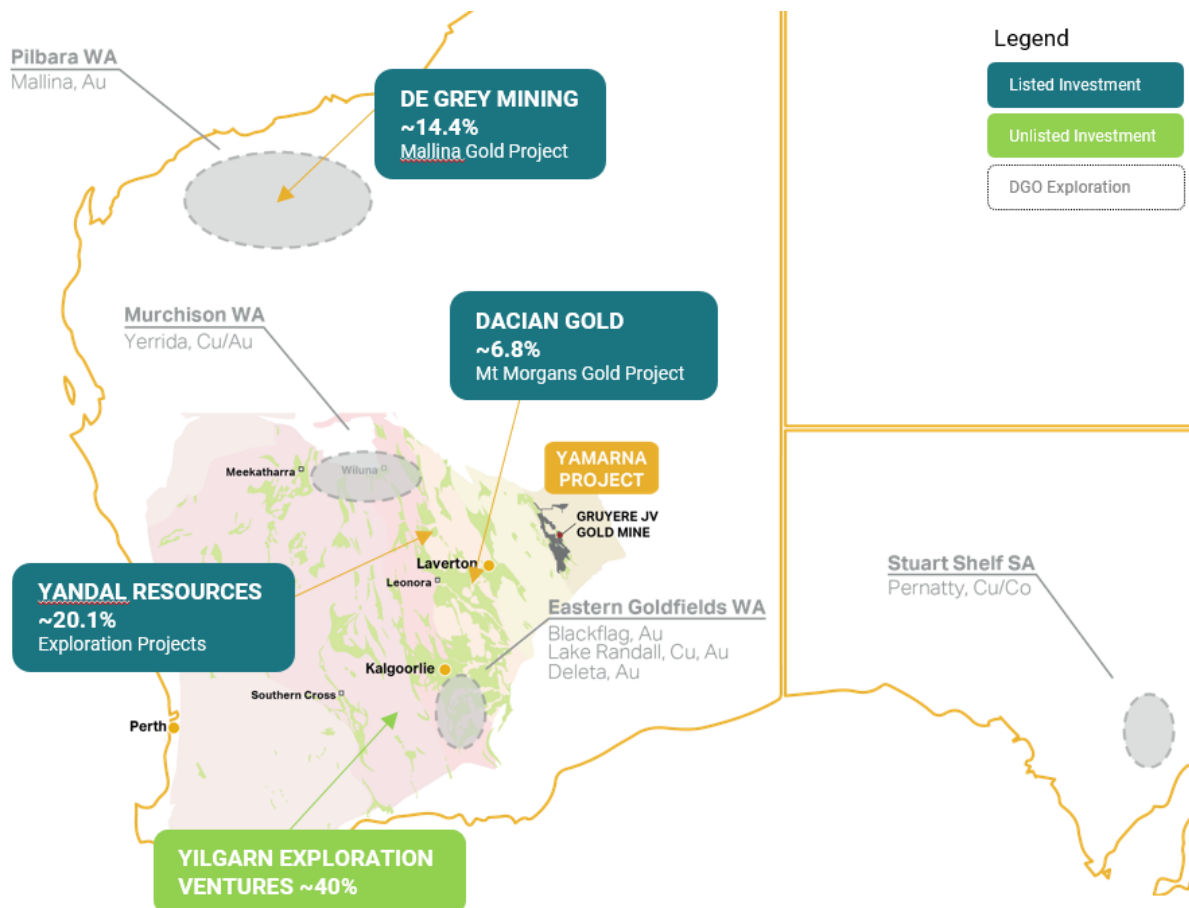 Pilbara WA
Mallina, Au
DE GREY MINING
~14.4%
Mallina Gold Project
Legend
Listed Investment
Unlisted Investment
DGO Exploration
Murchison WA
Yerrida, Cu/Au
DACIAN GOLD
~6.8%
Mt Morgans Gold Project
YAMARNA
PROJECT
Meekatharra
Wiluna
GRUYERE JV
GOLD MINE
Laverton
Leonora
Stuart Shelf SA
Pernatty, Cu/Co
YANDAL RESOURCES
~20.1%
Exploration Projects
Eastern Goldfields WA
Blackflag, Au
Lake Randall, Cu, Au
Deleta, Au
Kalgoorlie
Southern Cross
Perth
YILGARN EXPLORATION
VENTURES ~40%